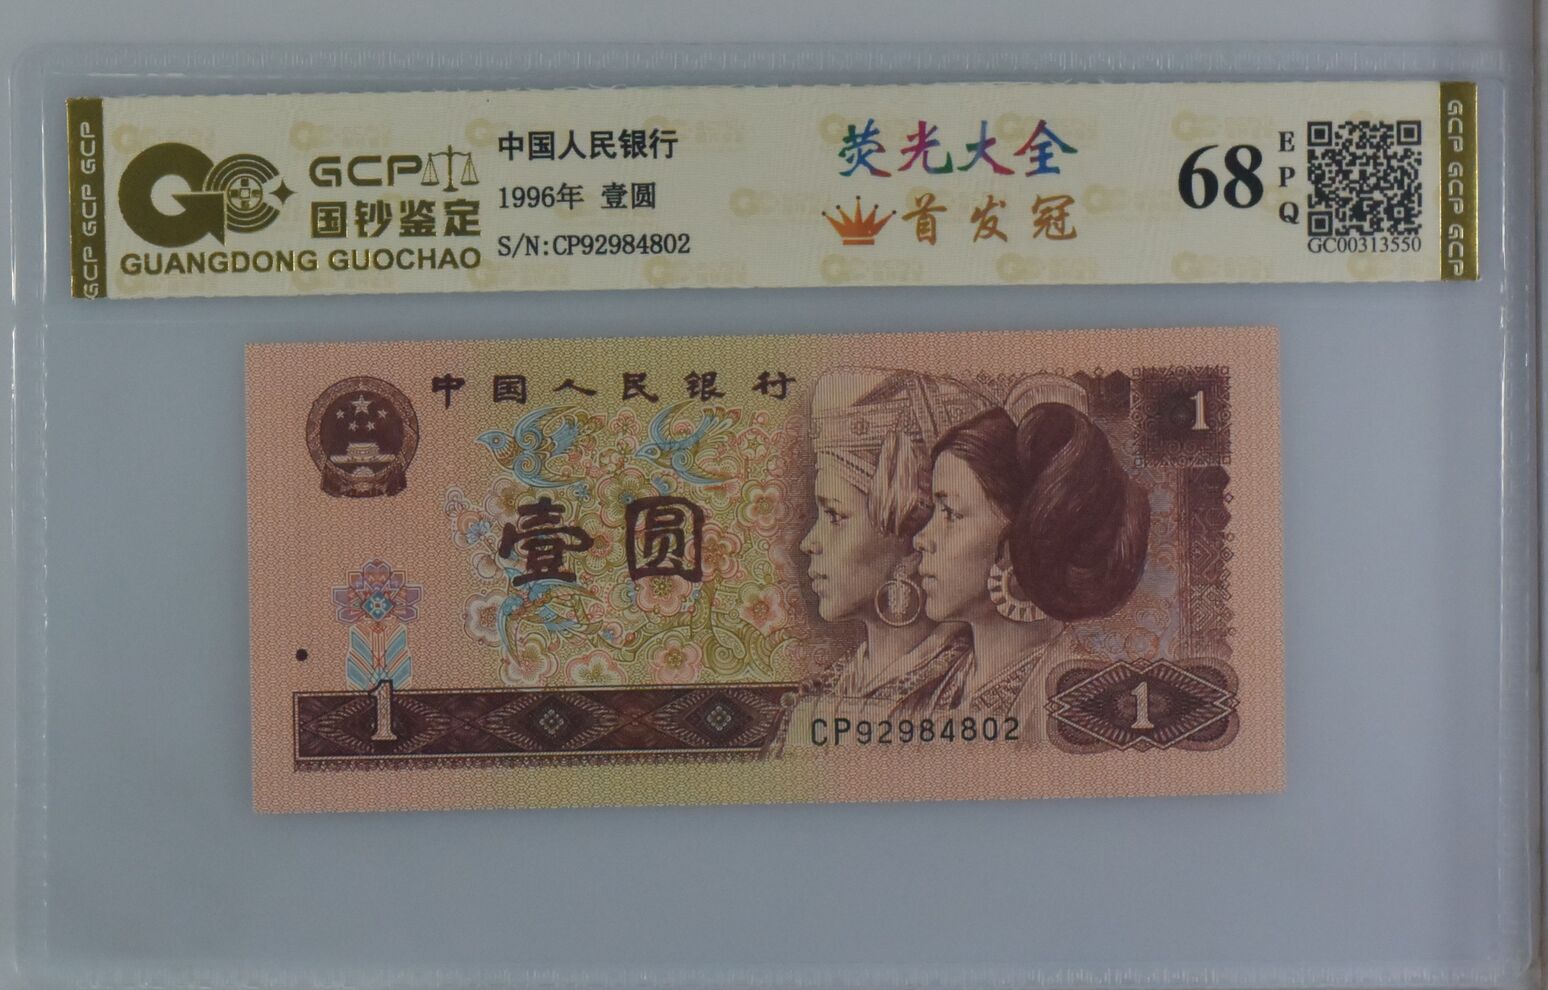 GCP GCP GCP
GCP
国钞鉴定
GUANGDONG GUOCHAO
中国人民银行
1996年 壹圆
S/N:CP92984802
荧光大全
首发冠
68
EPQ
GC00313550
GCP GCP GCP
中国人民银行
1
壹圆
1
CP92984802
1